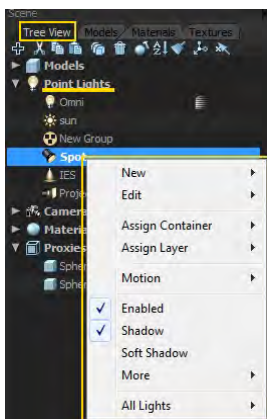 Scene
Tree View Models Materials Textures
Models
Point Lights
Omni
sun
New Group
Spot
IES
Camera
Proxies
New
Edit
Assign Container
Assign Layer
Motion
Enabled
Shadow
Soft Shadow
More
All Lights